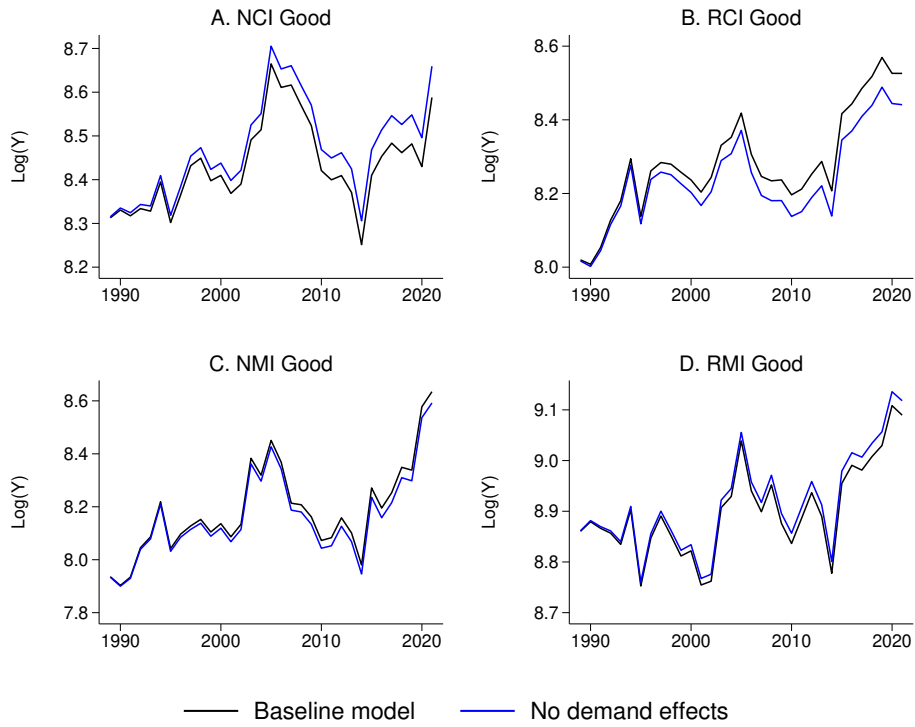 A. NCI Good
Log(Y)
8.7
8.6
8.5
8.4
8.3
8.2
1990 2000 2010 2020
B. RCI Good
Log(Y)
8.6
8.4
8.2
8.0
1990 2000 2010 2020
C. NMI Good
Log(Y)
8.6
8.4
8.2
8.0
7.8
1990 2000 2010 2020
D. RMI Good
Log(Y)
9.1
9.0
8.9
8.8
8.7
1990 2000 2010 2020
Baseline model No demand effects